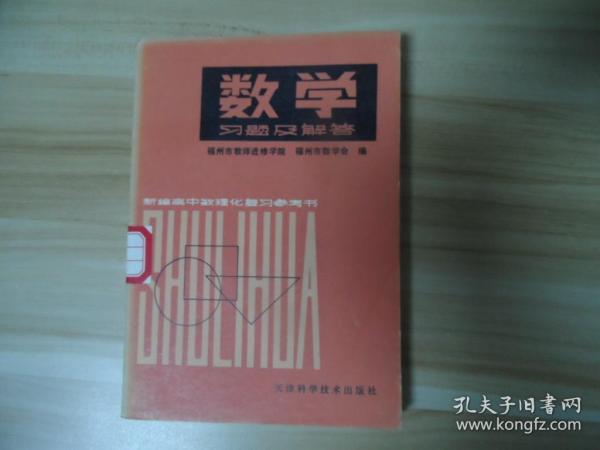 数学
习题及解答
福州市教师进修学院 福州市数学会 编
新编高中数理化复习参考书
SHULIHUA
天津科学技术出版社
孔夫子旧书网
www.kongfz.com